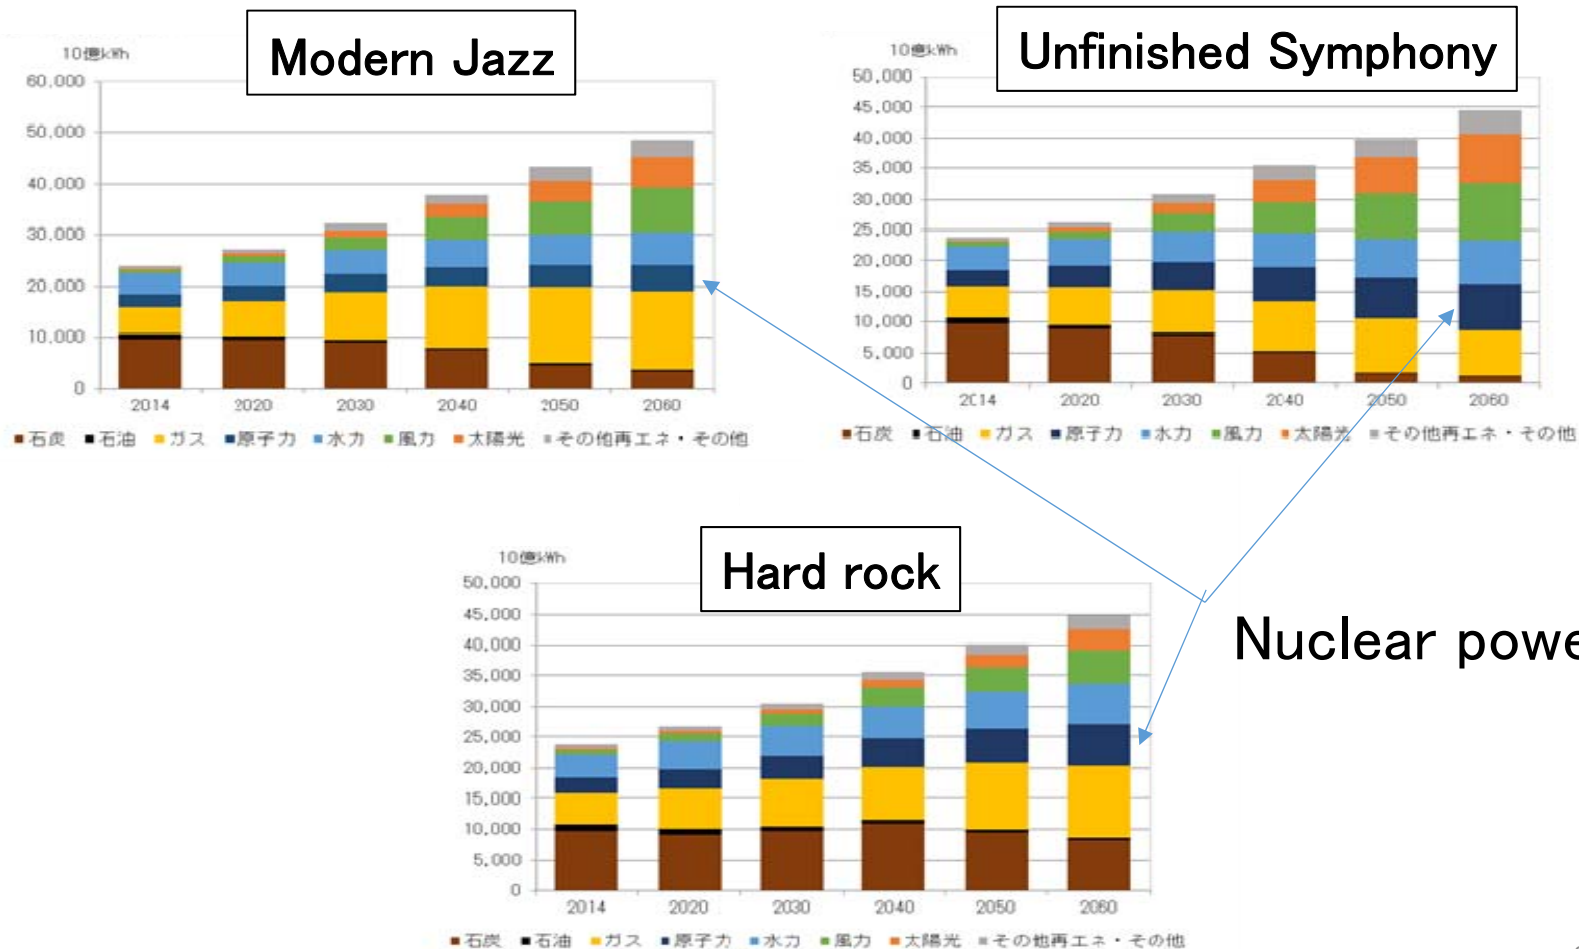 Modern Jazz
10億kWh
60,000
50,000
40,000
30,000
20,000
10,000
0
2014 2020 2030 2040 2050 2060
石炭 石油 ガス 原子力 水力 風力 太陽光 その他再エネ・その他
Unfinished Symphony
10億kWh
50,000
45,000
40,000
35,000
30,000
25,000
20,000
15,000
10,000
5,000
0
2014 2020 2030 2040 2050 2060
石炭 石油 ガス 原子力 水力 風力 太陽光 その他再エネ・その他
Hard rock
10億kWh
50,000
45,000
40,000
35,000
30,000
25,000
20,000
15,000
10,000
5,000
0
2014 2020 2030 2040 2050 2060
石炭 石油 ガス 原子力 水力 風力 太陽光 その他再エネ・その他
Nuclear powe